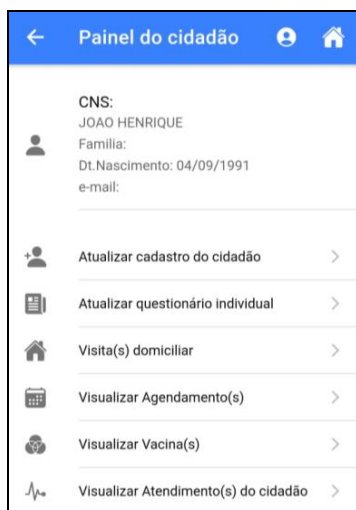 Painel do cidadão
CNS:
JOAO HENRIQUE
Familia:
Dt.Nascimento: 04/09/1991
e-mail:
Atualizar cadastro do cidadão
Atualizar questionário individual
Visita(s) domiciliar
Visualizar Agendamento(s)
Visualizar Vacina(s)
Visualizar Atendimento(s) do cidadão